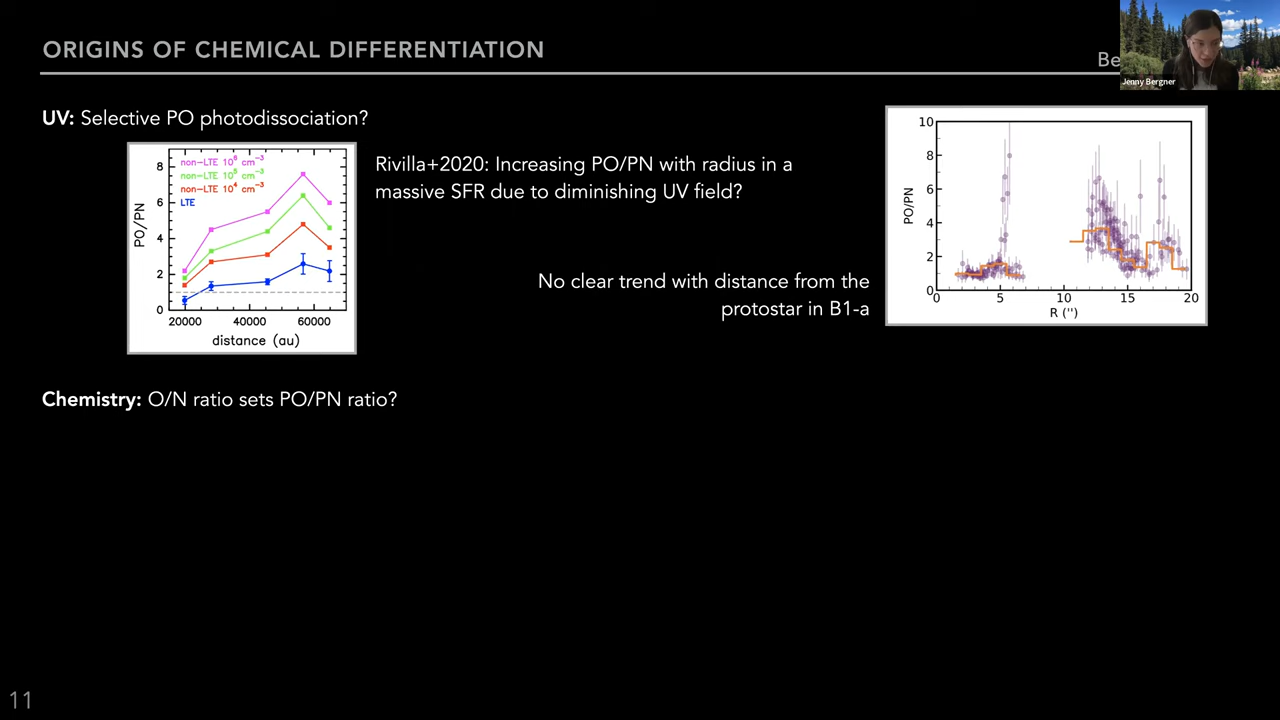 ORIGINS OF CHEMICAL DIFFERENTIATION
Be
Jenny Bergner
UV: Selective PO photodissociation?
non-LTE 10⁶ cm⁻³
non-LTE 10⁵ cm⁻³
non-LTE 10⁴ cm⁻³
LTE
PO/PN
8
6
4
2
0
20000 40000 60000
distance (au)
Rivilla+2020: Increasing PO/PN with radius in a
massive SFR due to diminishing UV field?
No clear trend with distance from the
protostar in B1-a
PO/PN
10
8
6
4
2
0
0 5 10 15 20
R ('')
Chemistry: O/N ratio sets PO/PN ratio?
11